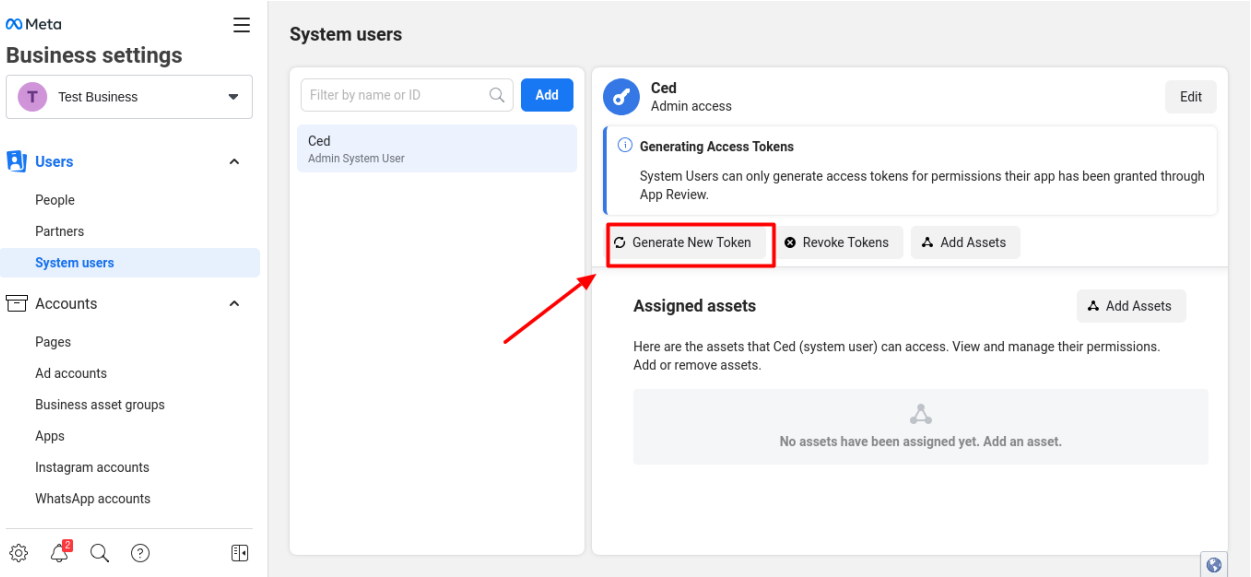 Meta
Business settings
T
Test Business
Users
People
Partners
System users
Accounts
Pages
Ad accounts
Business asset groups
Apps
Instagram accounts
WhatsApp accounts
2
System users
Filter by name or ID
Add
Ced
Admin System User
Ced
Admin access
Edit
Generating Access Tokens
System Users can only generate access tokens for permissions their app has been granted through
App Review.
Generate New Token
Revoke Tokens
Add Assets
Assigned assets
Add Assets
Here are the assets that Ced (system user) can access. View and manage their permissions.
Add or remove assets.
No assets have been assigned yet. Add an asset.